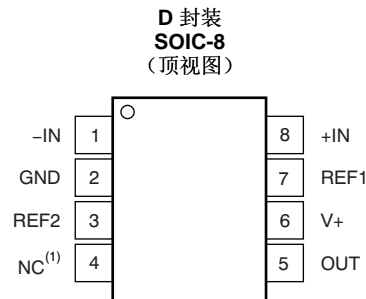 D 封装
SOIC-8
（顶视图）
–IN 1 8 +IN
GND 2 7 REF1
REF2 3 6 V+
NC(1) 4 5 OUT